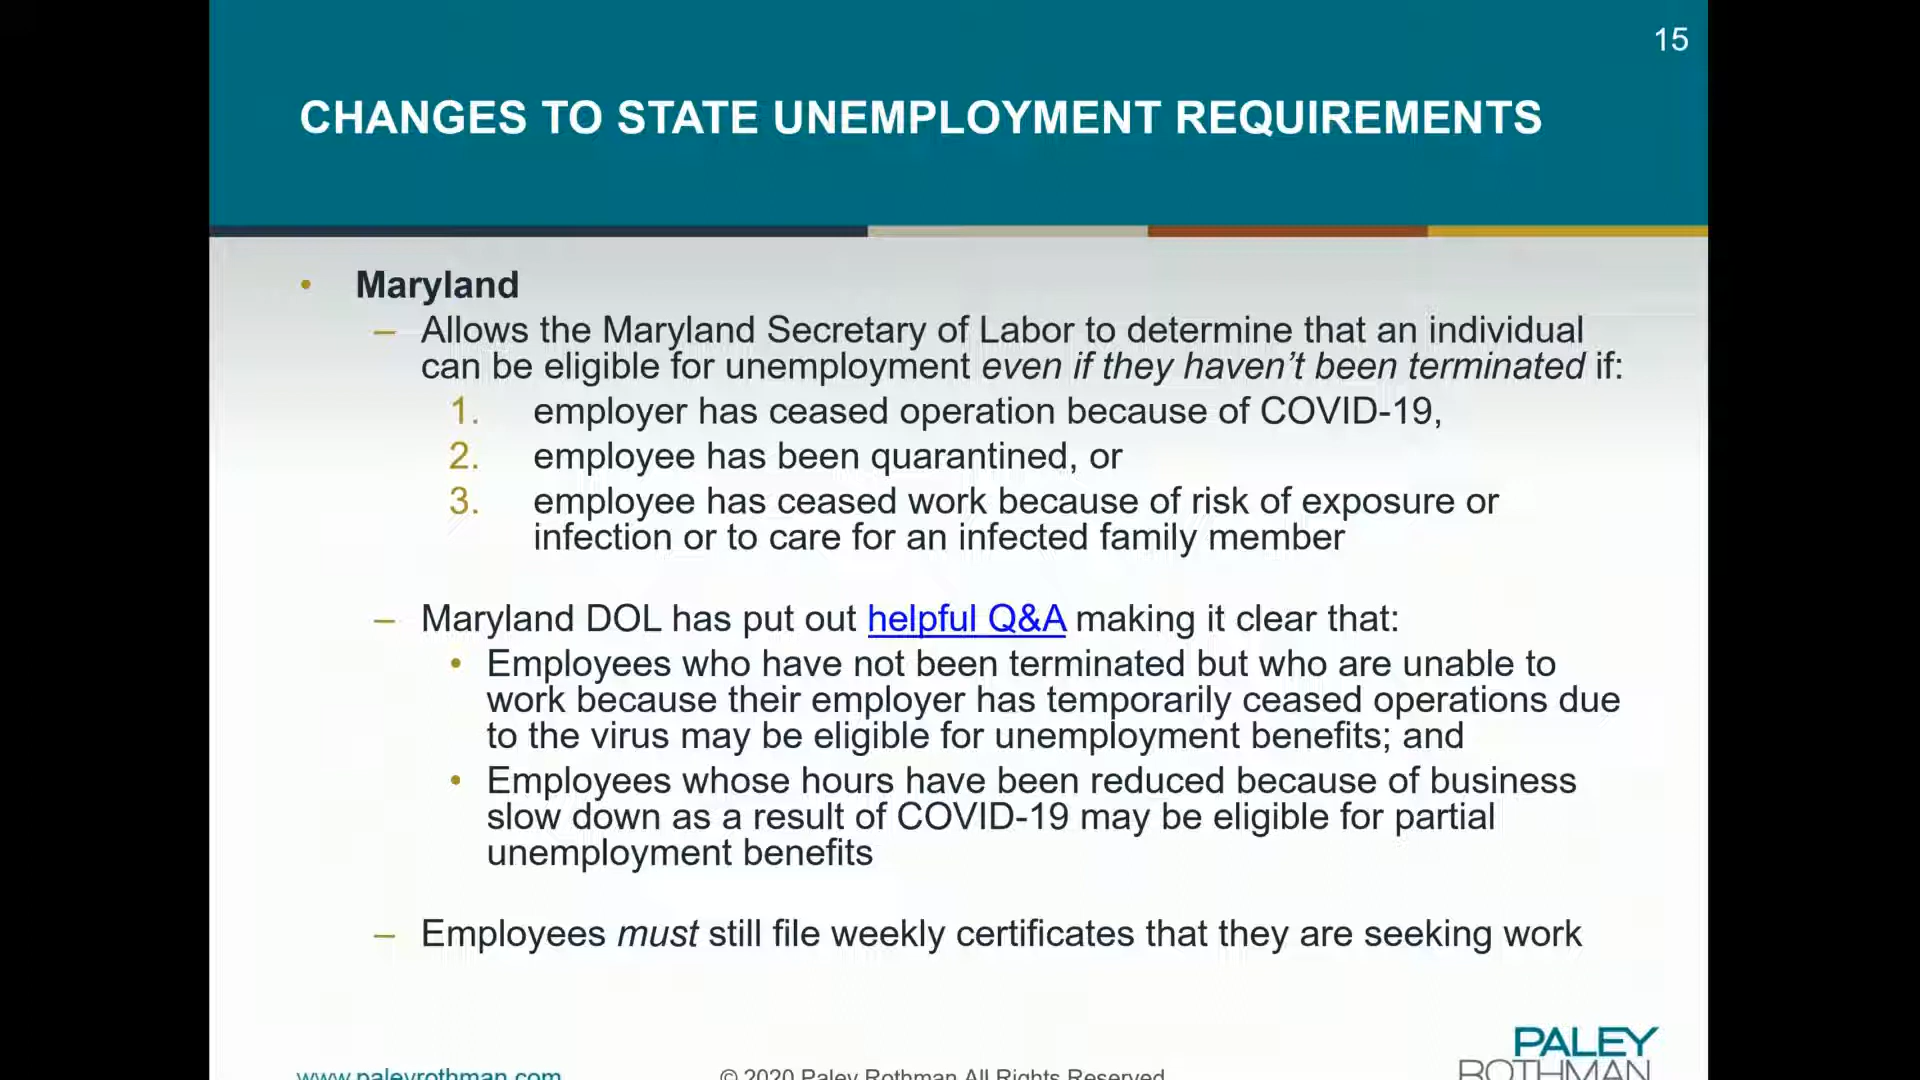 15
CHANGES TO STATE UNEMPLOYMENT REQUIREMENTS
• Maryland
– Allows the Maryland Secretary of Labor to determine that an individual
can be eligible for unemployment even if they haven’t been terminated if:
1. employer has ceased operation because of COVID-19,
2. employee has been quarantined, or
3. employee has ceased work because of risk of exposure or
infection or to care for an infected family member
– Maryland DOL has put out helpful Q&A making it clear that:
• Employees who have not been terminated but who are unable to
work because their employer has temporarily ceased operations due
to the virus may be eligible for unemployment benefits; and
• Employees whose hours have been reduced because of business
slow down as a result of COVID-19 may be eligible for partial
unemployment benefits
– Employees must still file weekly certificates that they are seeking work
PALEY
ROTHMAN
www.paleyrothman.com
© 2020 Paley Rothman All Rights Reserved